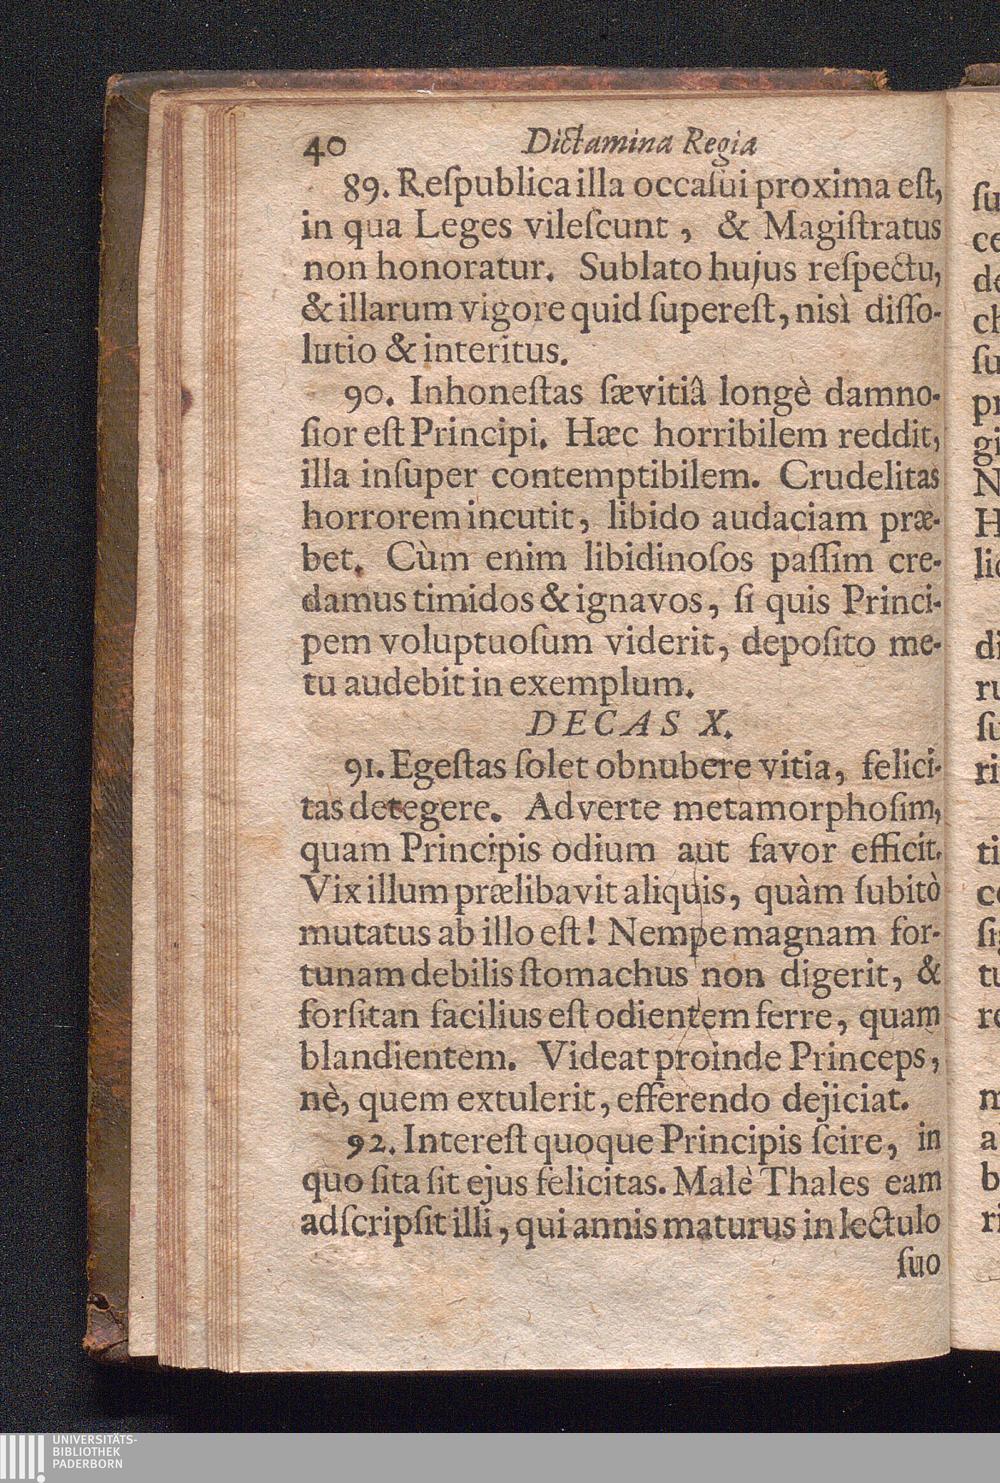 40 Dictamina Regia
89. Reſpublica illa occaſui proxima eſt,
in qua Leges vileſcunt, & Magiſtratus
non honoratur. Sublato hujus reſpectu,
& illarum vigore quid ſupereſt, niſì diſſo-
lutio & interitus.
90. Inhoneſtas ſævitiâ longè damno-
ſior eſt Principi. Hæc horribilem reddit,
illa inſuper contemptibilem. Crudelitas
horrorem incutit, libido audaciam præ-
bet. Cùm enim libidinoſos paſſim cre-
damus timidos & ignavos, ſi quis Princi-
pem voluptuoſum viderit, depoſito me-
tu audebit in exemplum.
DECAS X.
91. Egeſtas ſolet obnubere vitia, felici-
tas detegere. Adverte metamorphoſim,
quam Principis odium aut favor efficit.
Vix illum prælibavit aliquis, quàm ſubitò
mutatus ab illo eſt! Nempe magnam for-
tunam debilis ſtomachus non digerit, &
forſitan facilius eſt odientem ferre, quam
blandientem. Videat proinde Princeps,
nè, quem extulerit, efferendo dejiciat.
92. Intereſt quoque Principis ſcire, in
quo ſita ſit ejus felicitas. Malè Thales eam
adſcripſit illi, qui annis maturus in lectulo
ſuo
UNIVERSITÄTS-
BIBLIOTHEK
PADERBORN